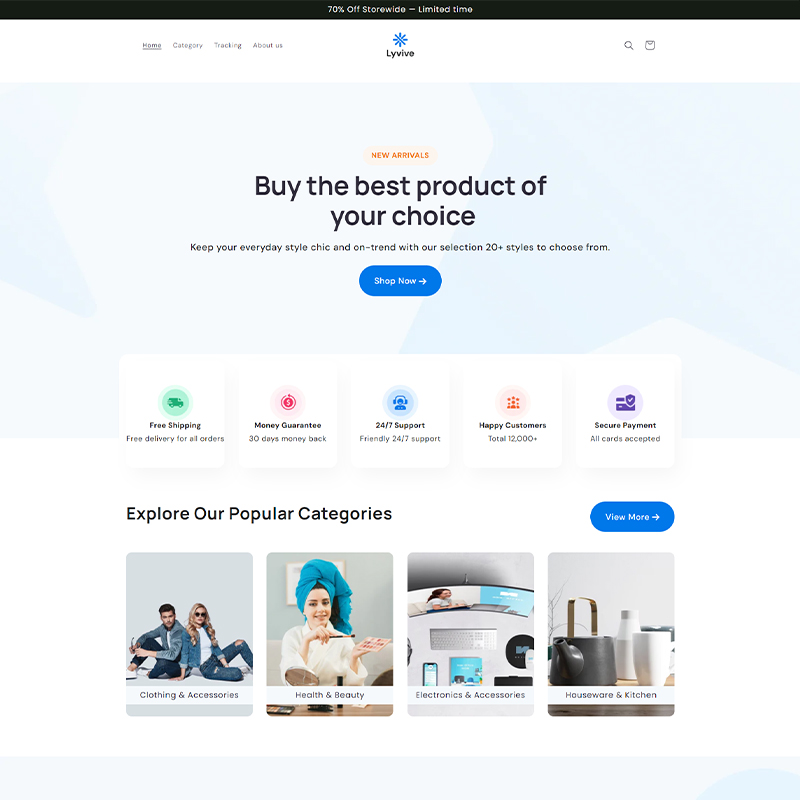 70% Off Storewide — Limited time
Home Category Tracking About us
Lyvive
NEW ARRIVALS
Buy the best product of
your choice
Keep your everyday style chic and on-trend with our selection 20+ styles to choose from.
Shop Now →
Free Shipping
Free delivery for all orders
Money Guarantee
30 days money back
24/7 Support
Friendly 24/7 support
Happy Customers
Total 12,000+
Secure Payment
All cards accepted
Explore Our Popular Categories
View More →
Clothing & Accessories
Health & Beauty
Electronics & Accessories
Houseware & Kitchen